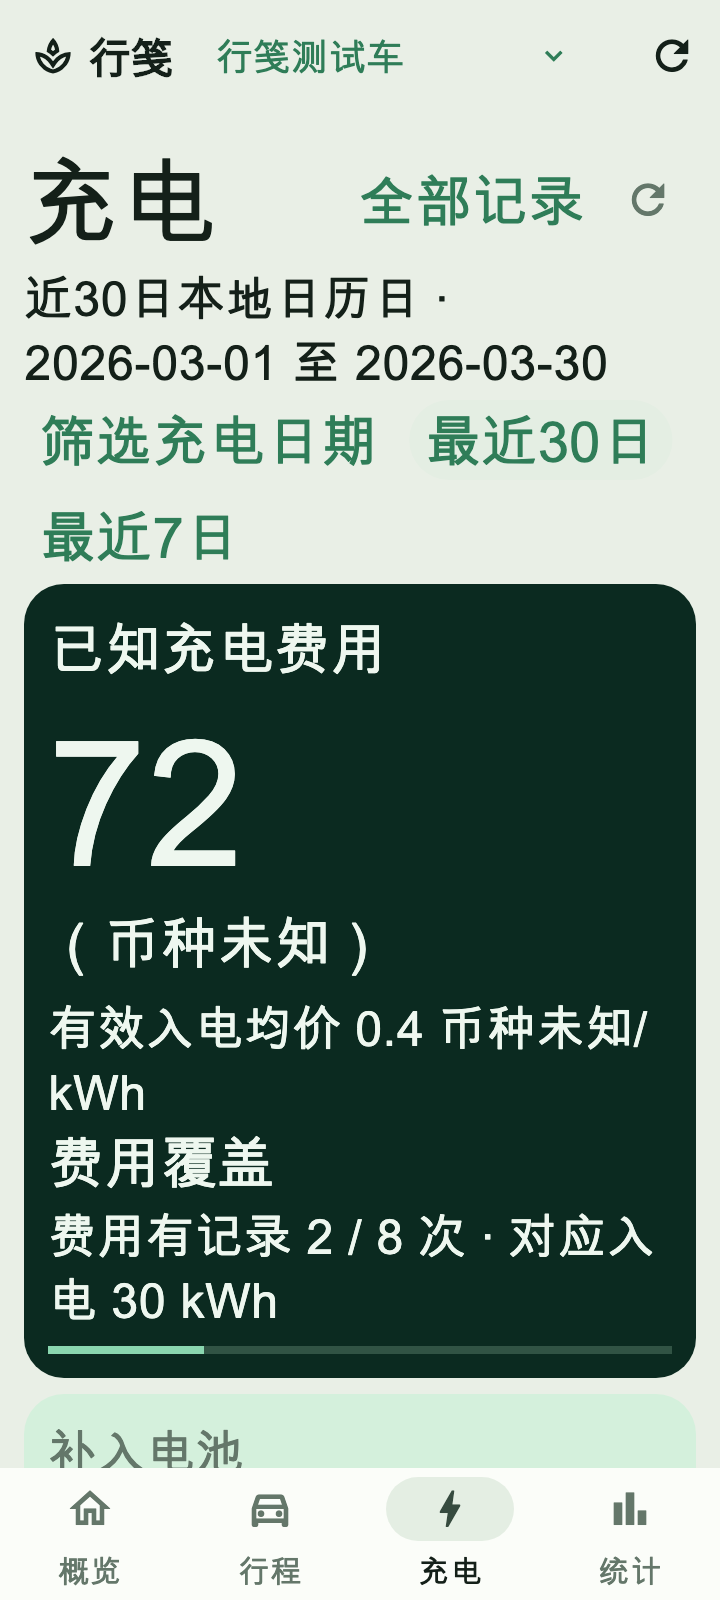 行笺 行笺测试车
充电 全部记录
近30日本地日历日 ·
2026-03-01 至 2026-03-30
筛选充电日期 最近30日
最近7日
已知充电费用
72
（币种未知）
有效入电均价 0.4 币种未知/
kWh
费用覆盖
费用有记录 2 / 8 次 · 对应入
电 30 kWh
补入电池
概览 行程 充电 统计